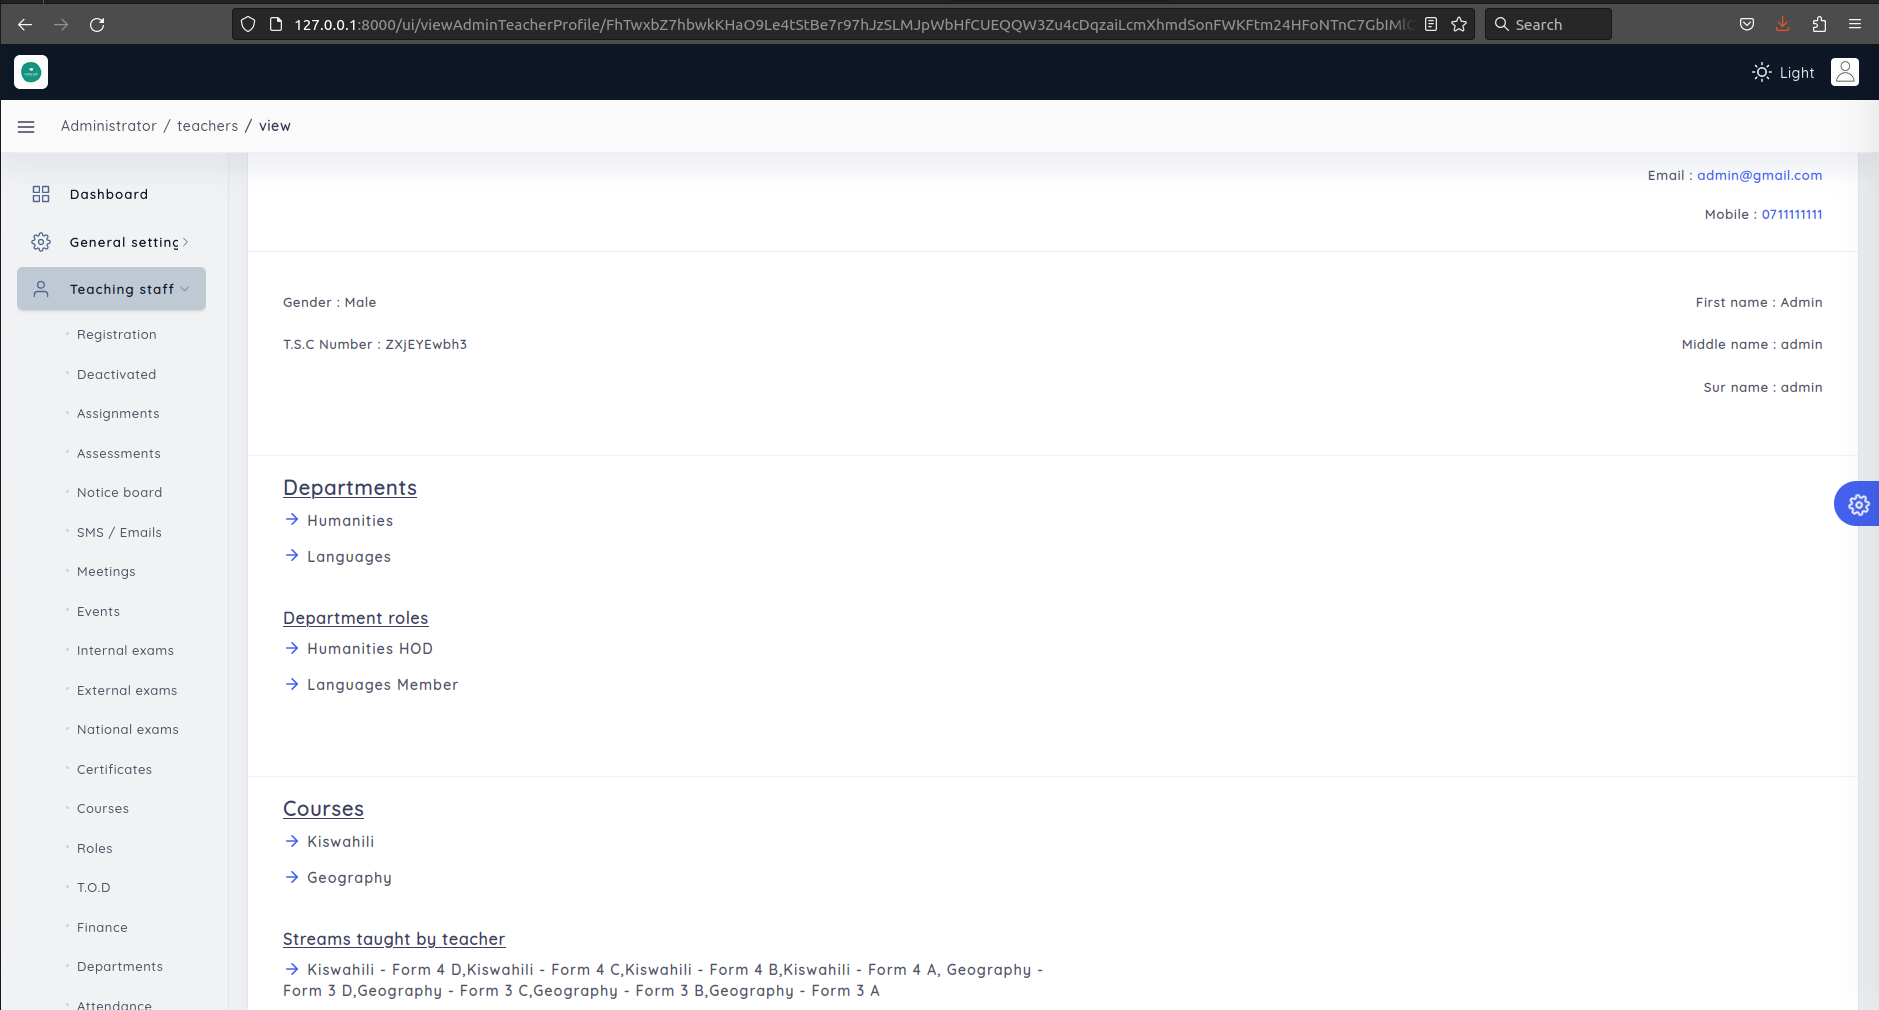 127.0.0.1:8000/ui/viewAdminTeacherProfile/FhTwxbZ7hbwkKHaO9Le4tStBe7r97hJzSLMJpWbHfCUEQQW3Zu4cDqzaiLcmXhmdSonFWKFtm24HFoNTnC7GbIMlC
Search
Light
Administrator / teachers / view
Dashboard
General setting
Teaching staff
Registration
Deactivated
Assignments
Assessments
Notice board
SMS / Emails
Meetings
Events
Internal exams
External exams
National exams
Certificates
Courses
Roles
T.O.D
Finance
Departments
Attendance
Email : admin@gmail.com
Mobile : 0711111111
Gender : Male
First name : Admin
T.S.C Number : ZXjEYEwbh3
Middle name : admin
Sur name : admin
Departments
Humanities
Languages
Department roles
Humanities HOD
Languages Member
Courses
Kiswahili
Geography
Streams taught by teacher
Kiswahili - Form 4 D,Kiswahili - Form 4 C,Kiswahili - Form 4 B,Kiswahili - Form 4 A, Geography -
Form 3 D,Geography - Form 3 C,Geography - Form 3 B,Geography - Form 3 A